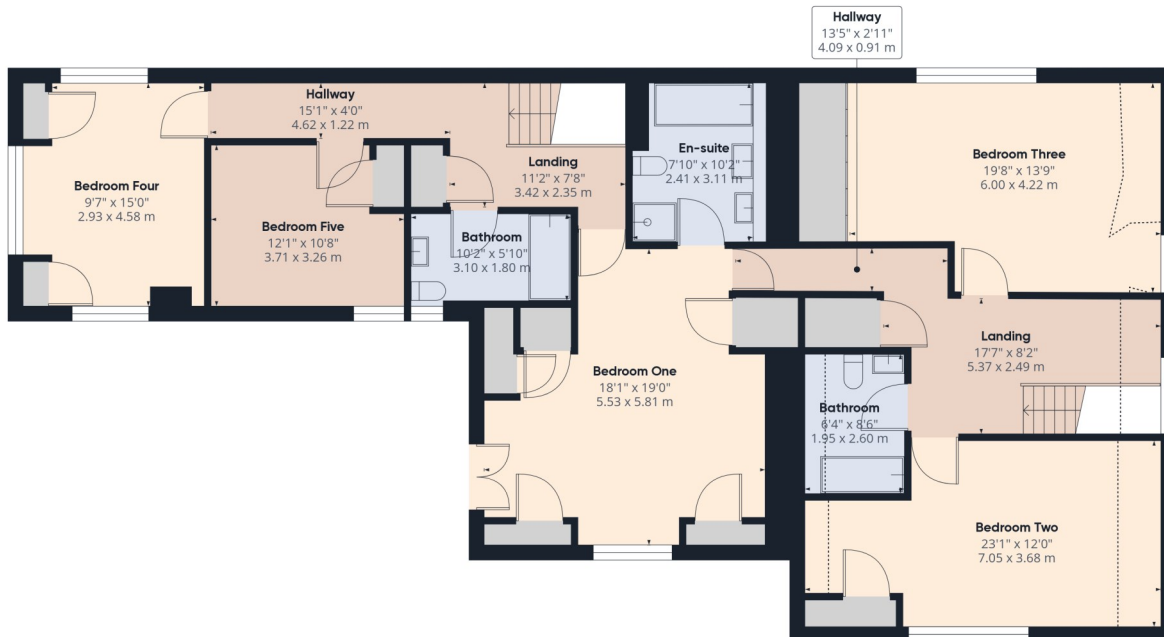 Hallway
13'5" x 2'11"
4.09 x 0.91 m
Hallway
15'1" x 4'0"
4.62 x 1.22 m
En-suite
7'10" x 10'2"
2.41 x 3.11 m
Bedroom Three
19'8" x 13'9"
6.00 x 4.22 m
Landing
11'2" x 7'8"
3.42 x 2.35 m
Bedroom Four
9'7" x 15'0"
2.93 x 4.58 m
Bedroom Five
12'1" x 10'8"
3.71 x 3.26 m
Bathroom
10'2" x 5'10"
3.10 x 1.80 m
Landing
17'7" x 8'2"
5.37 x 2.49 m
Bedroom One
18'1" x 19'0"
5.53 x 5.81 m
Bathroom
6'4" x 8'6"
1.95 x 2.60 m
Bedroom Two
23'1" x 12'0"
7.05 x 3.68 m